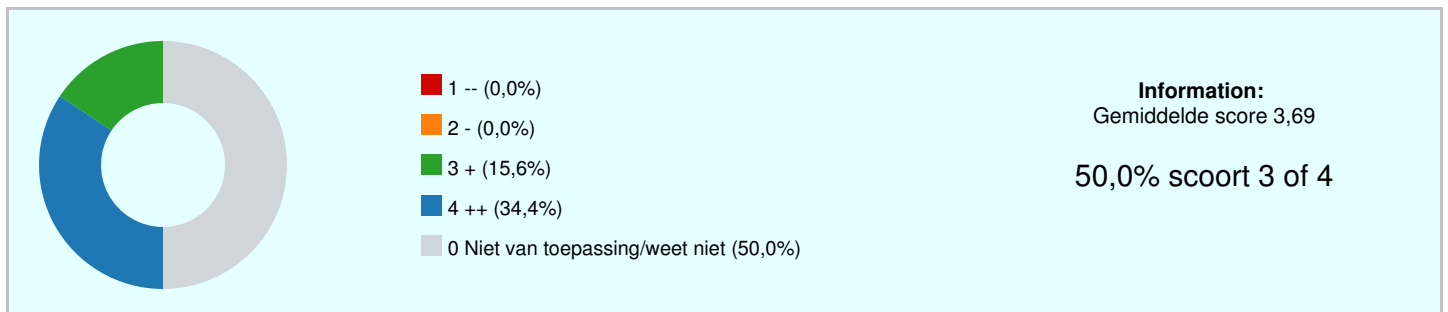 1 -- (0,0%)
2 - (0,0%)
3 + (15,6%)
4 ++ (34,4%)
0 Niet van toepassing/weet niet (50,0%)
Information:
Gemiddelde score 3,69
50,0% scoort 3 of 4